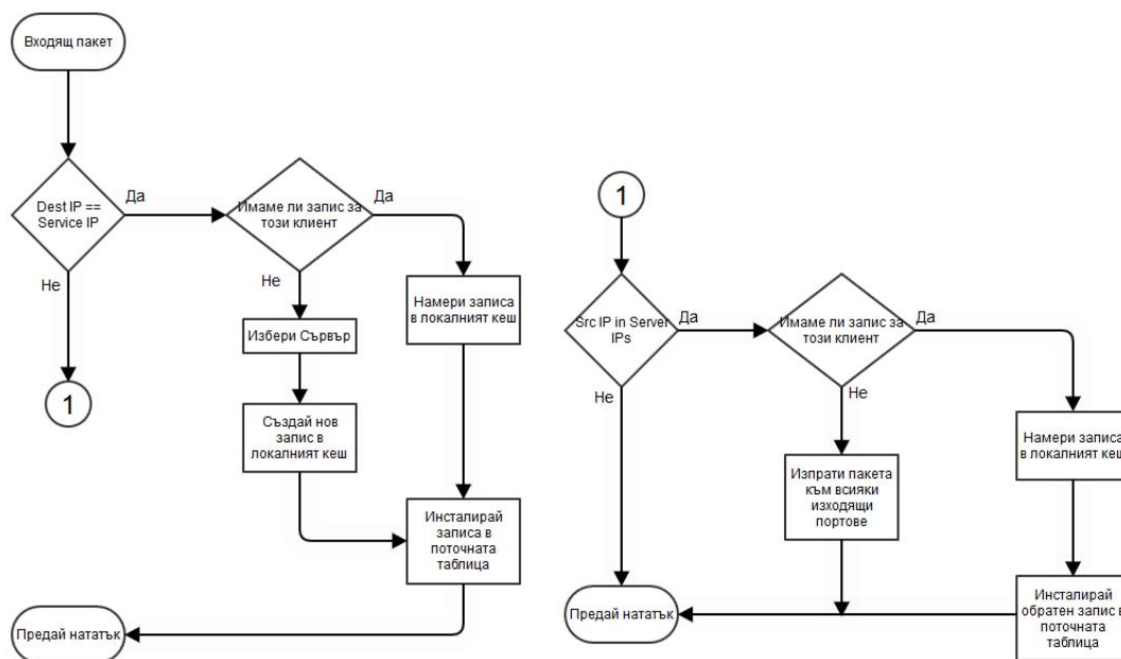 Входящ пакет
Dest IP ==
Service IP
Да
Не
1
Имаме ли запис за
този клиент
Да
Не
Избери Сървър
Създай нов
запис в
локалният кеш
Намери записа
в локалният кеш
Инсталирай
записа в
поточната
таблица
Предай нататък
1
Src IP in Server
IPs
Да
Не
Имаме ли запис за
този клиент
Да
Не
Изпрати пакета
към всияки
изходящи
портове
Намери записа
в локалният кеш
Инсталирай
обратен запис в
поточната
таблица
Предай нататък